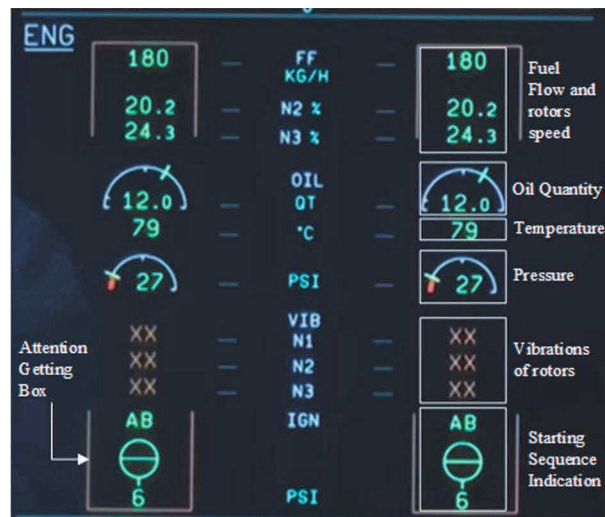 ENG
180 FF 180
KG/H
20.2 N2 % 20.2
24.3 N3 % 24.3
Fuel
Flow and
rotors
speed
OIL
12.0 QT 12.0
Oil Quantity
79 °C 79
Temperature
27 PSI 27
Pressure
VIB
XX N1 XX
XX N2 XX
XX N3 XX
Vibrations
of rotors
Attention
Getting
Box
AB IGN AB
6 PSI 6
Starting
Sequence
Indication